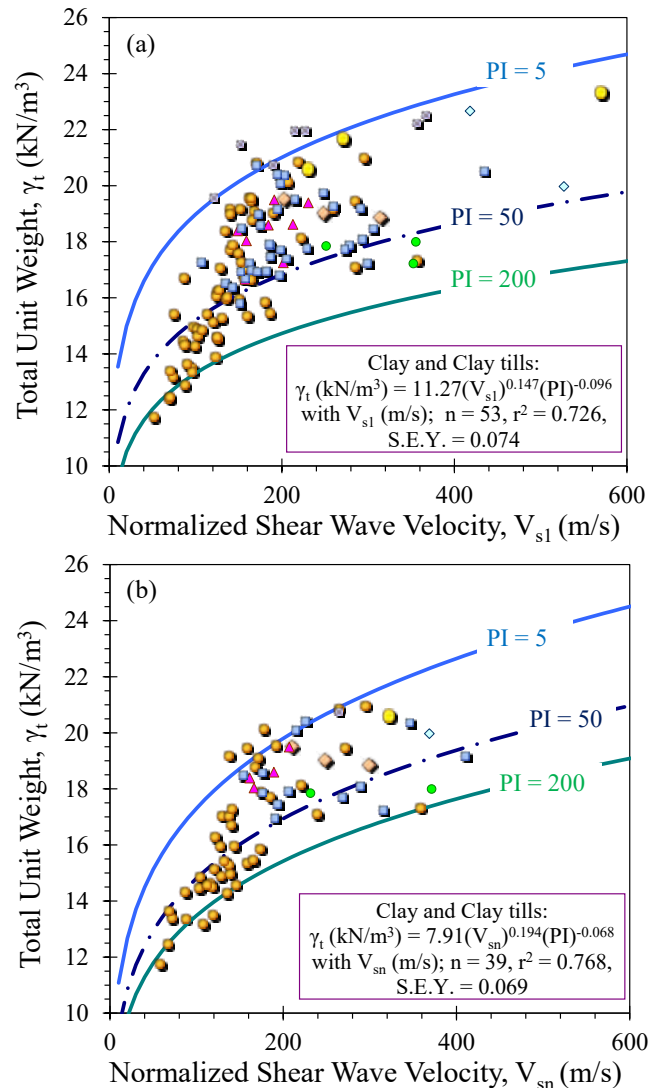 (a)
26
24
22
20
18
16
14
12
10
Total Unit Weight, γt (kN/m³)
PI = 5
PI = 50
PI = 200
Clay and Clay tills:
γt (kN/m³) = 11.27(Vs1)^0.147(PI)^-0.096
with Vs1 (m/s); n = 53, r² = 0.726,
S.E.Y. = 0.074
0 200 400 600
Normalized Shear Wave Velocity, Vs1 (m/s)
(b)
26
24
22
20
18
16
14
12
10
Total Unit Weight, γt (kN/m³)
PI = 5
PI = 50
PI = 200
Clay and Clay tills:
γt (kN/m³) = 7.91(Vsn)^0.194(PI)^-0.068
with Vsn (m/s); n = 39, r² = 0.768,
S.E.Y. = 0.069
0 200 400 600
Normalized Shear Wave Velocity, Vsn (m/s)